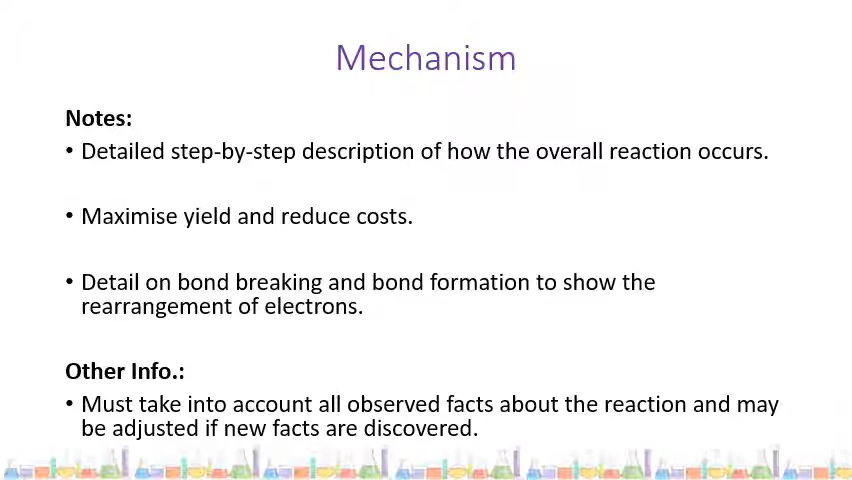 Mechanism
Notes:
• Detailed step-by-step description of how the overall reaction occurs.
• Maximise yield and reduce costs.
• Detail on bond breaking and bond formation to show the
rearrangement of electrons.
Other Info.:
• Must take into account all observed facts about the reaction and may
be adjusted if new facts are discovered.